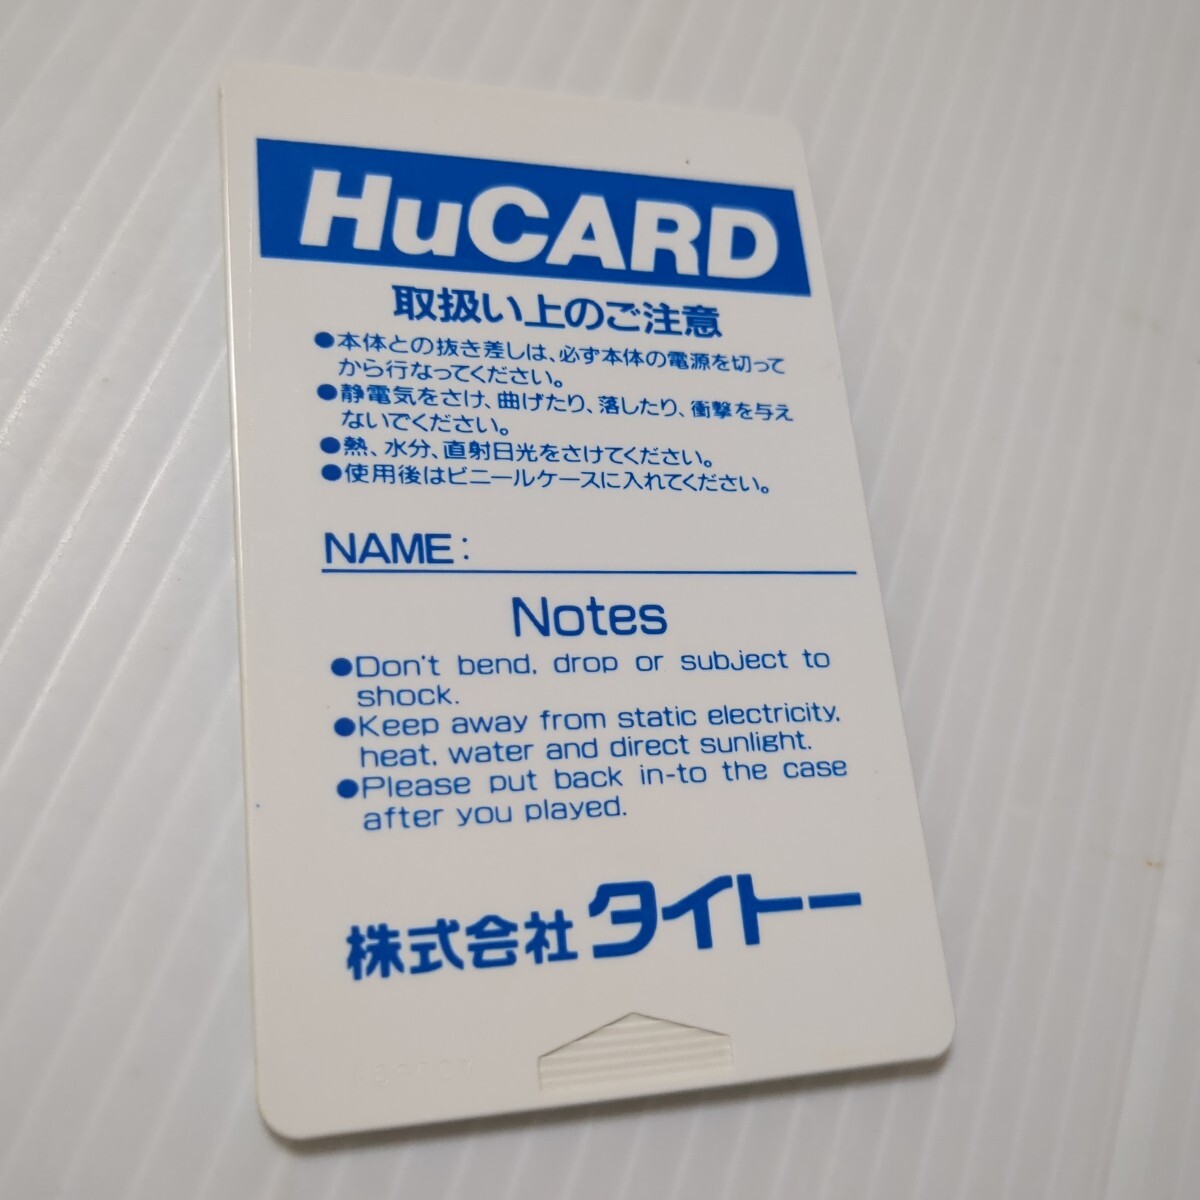 HuCARD
取扱い上のご注意
●本体との抜き差しは、必ず本体の電源を切って
から行なってください。
●静電気をさけ、曲げたり、落したり、衝撃を与え
ないでください。
●熱、水分、直射日光をさけてください。
●使用後はビニールケースに入れてください。
NAME:
Notes
●Don't bend, drop or subject to
shock.
●Keep away from static electricity,
heat, water and direct sunlight.
●Please put back in-to the case
after you played.
株式会社タイトー